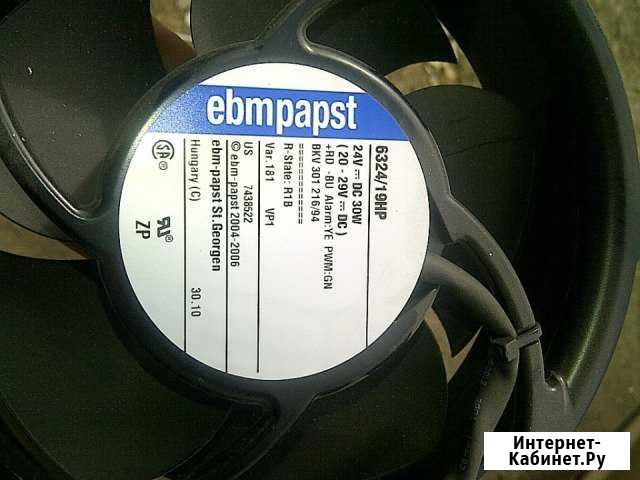 ebmpapst
6324/19HP
24V ⎓ DC 30W
( 20 - 29V ⎓ DC )
+RD -BU Alarm:YE PWM:GN
BKV 301 216/94
=============
R-State: R1B
Var.181 VP1
US 7438522
© ebm-papst 2004-2006
ebm-papst St.Georgen
Hungary (C) 30.10
ZP
Интернет-
Кабинет.Ру